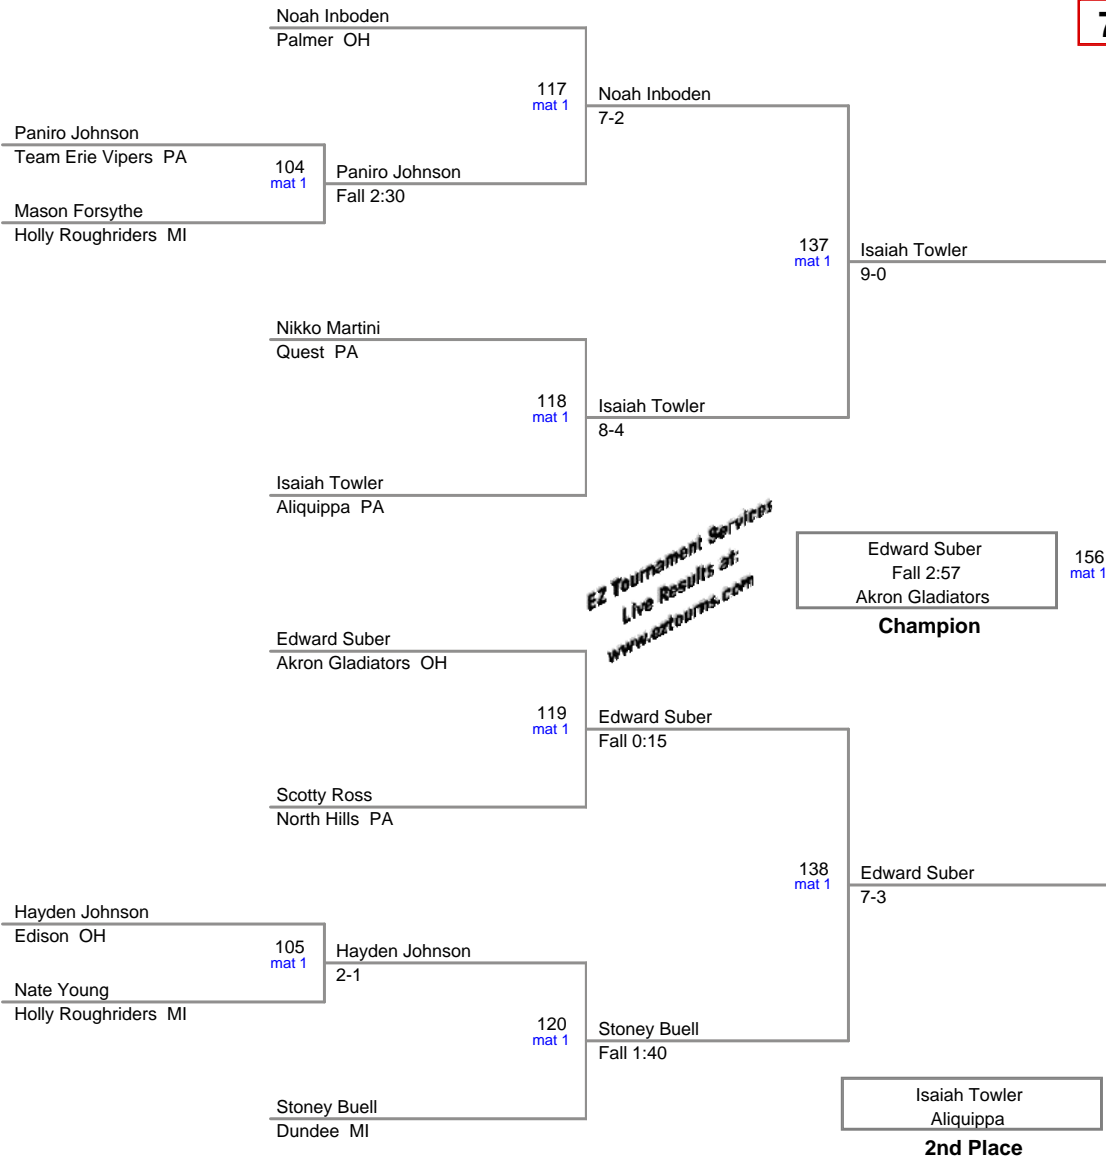 Noah Inboden
Palmer OH
117
mat 1
Noah Inboden
7-2
Paniro Johnson
Team Erie Vipers PA
104
mat 1
Paniro Johnson
Fall 2:30
Mason Forsythe
Holly Roughriders MI
137
mat 1
Isaiah Towler
9-0
Nikko Martini
Quest PA
118
mat 1
Isaiah Towler
8-4
Isaiah Towler
Aliquippa PA
EZ Tournament Services
Live Results at:
www.eztourns.com
Edward Suber
Fall 2:57
Akron Gladiators
Champion
156
mat 1
Edward Suber
Akron Gladiators OH
119
mat 1
Edward Suber
Fall 0:15
Scotty Ross
North Hills PA
138
mat 1
Edward Suber
7-3
Hayden Johnson
Edison OH
105
mat 1
Hayden Johnson
2-1
Nate Young
Holly Roughriders MI
120
mat 1
Stoney Buell
Fall 1:40
Stoney Buell
Dundee MI
Isaiah Towler
Aliquippa
2nd Place